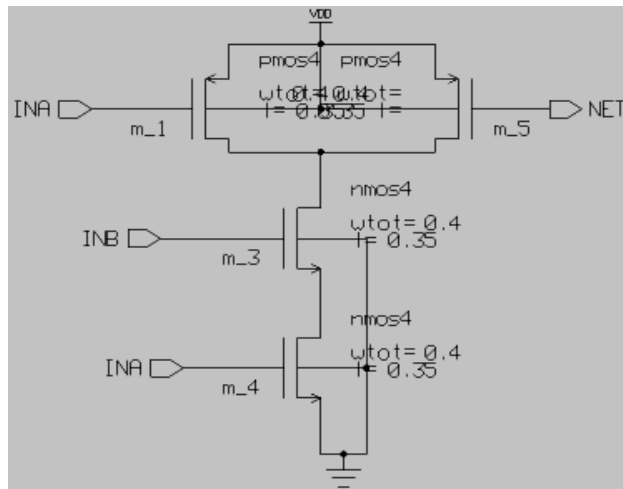 VDD
pmos4 pmos4
INA
NET
m_1
m_5
nmos4
wtot= 0.4
l= 0.35
INB
m_3
nmos4
wtot= 0.4
l= 0.35
INA
m_4